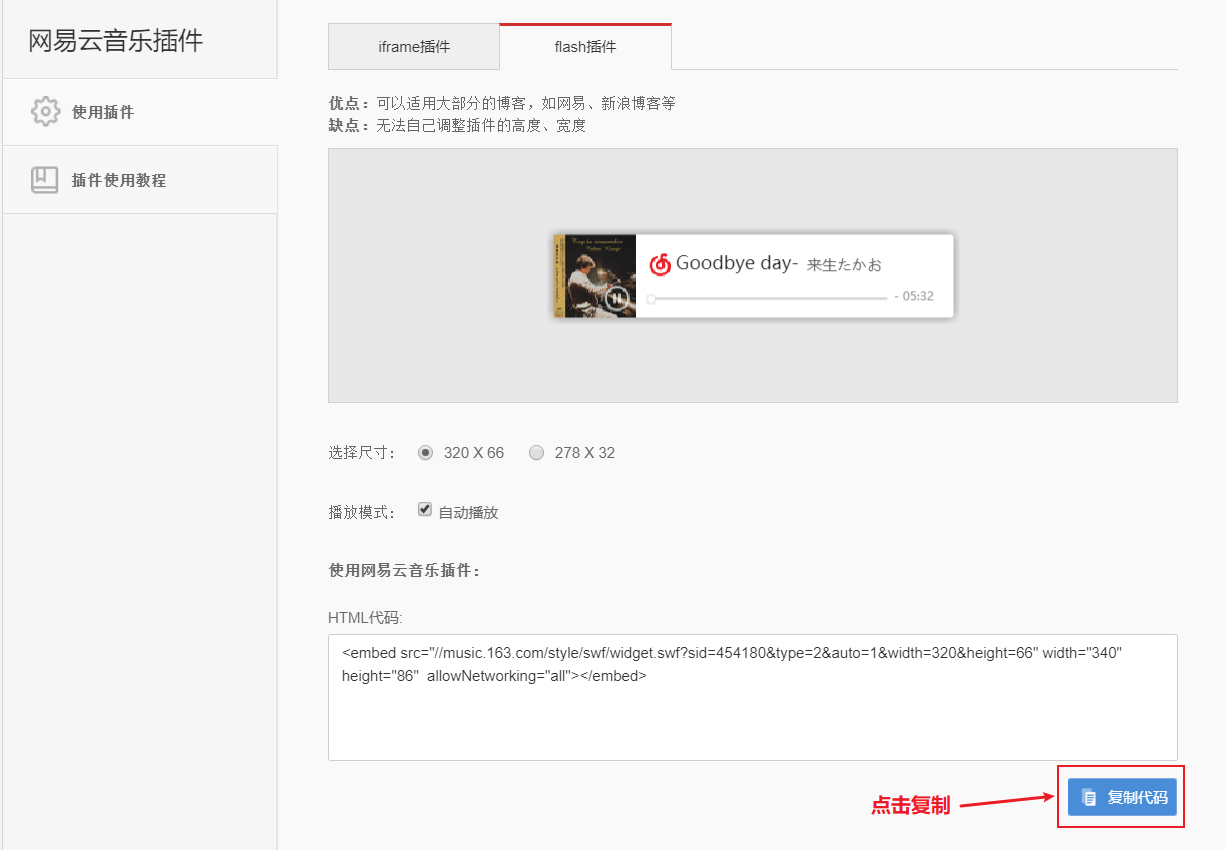 网易云音乐插件
使用插件
插件使用教程
iframe插件
flash插件
优点：可以适用大部分的博客，如网易、新浪博客等
缺点：无法自己调整插件的高度、宽度
Goodbye day- 来生たかお
- 05:32
选择尺寸：
320 X 66
278 X 32
播放模式：
自动播放
使用网易云音乐插件：
HTML代码:
<embed src="//music.163.com/style/swf/widget.swf?sid=454180&type=2&auto=1&width=320&height=66" width="340"
height="86"  allowNetworking="all"></embed>
点击复制
复制代码